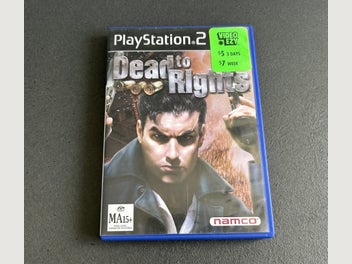 PlayStation 2
VIDEO
EZY
$5 3 DAYS
$7 WEEK
Dead to
Rights
MA15+
namco